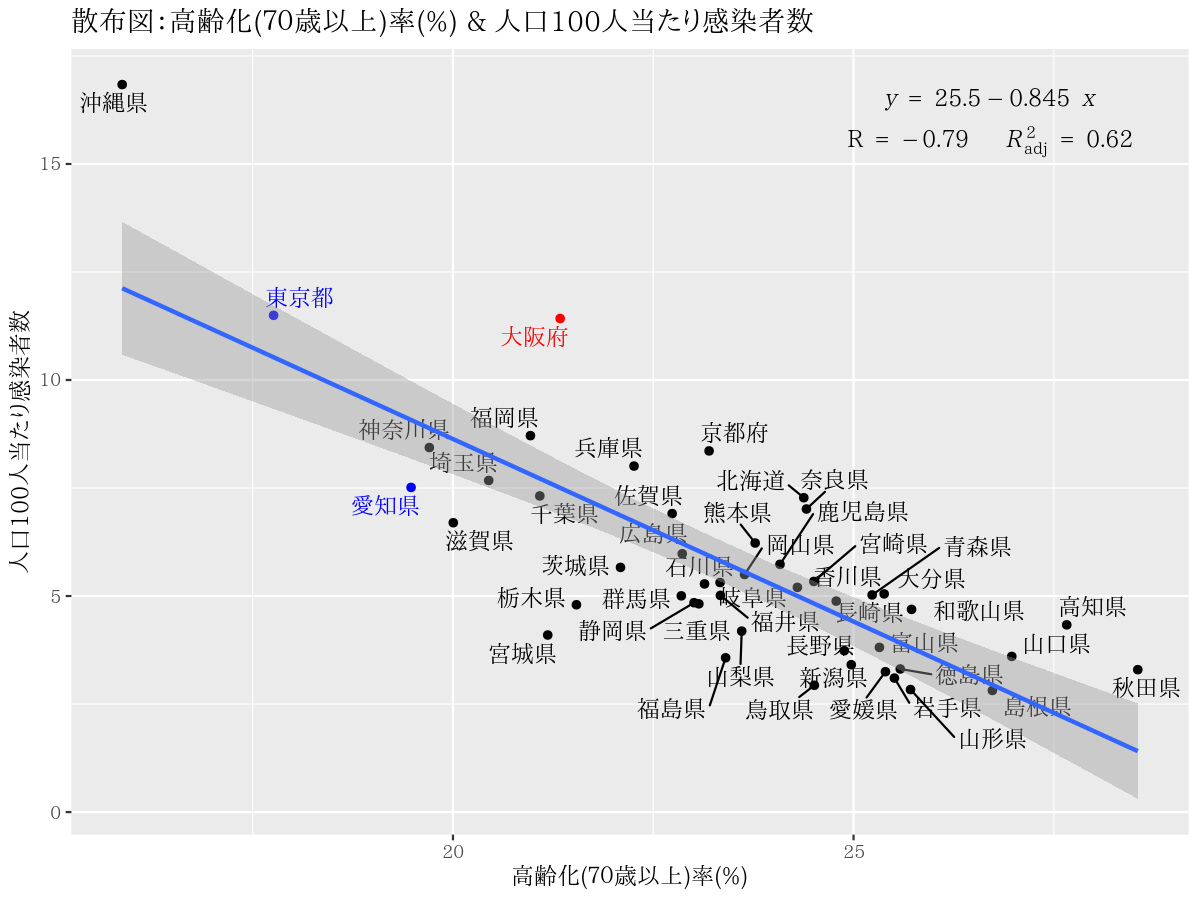 散布図：高齢化(70歳以上)率(%) & 人口100人当たり感染者数
沖縄県
y = 25.5 − 0.845 x
R = −0.79 R²adj = 0.62
15
東京都
大阪府
10
福岡県
神奈川県
京都府
兵庫県
埼玉県
北海道
奈良県
佐賀県
愛知県
千葉県
熊本県
鹿児島県
広島県
滋賀県
岡山県
宮崎県
青森県
茨城県
石川県
香川県
大分県
5
栃木県
群馬県
岐阜県
長崎県
和歌山県
高知県
静岡県
三重県
福井県
宮城県
長野県
富山県
山口県
山梨県
新潟県
徳島県
秋田県
福島県
鳥取県
愛媛県
岩手県
島根県
山形県
0
20
25
高齢化(70歳以上)率(%)
人口100人当たり感染者数